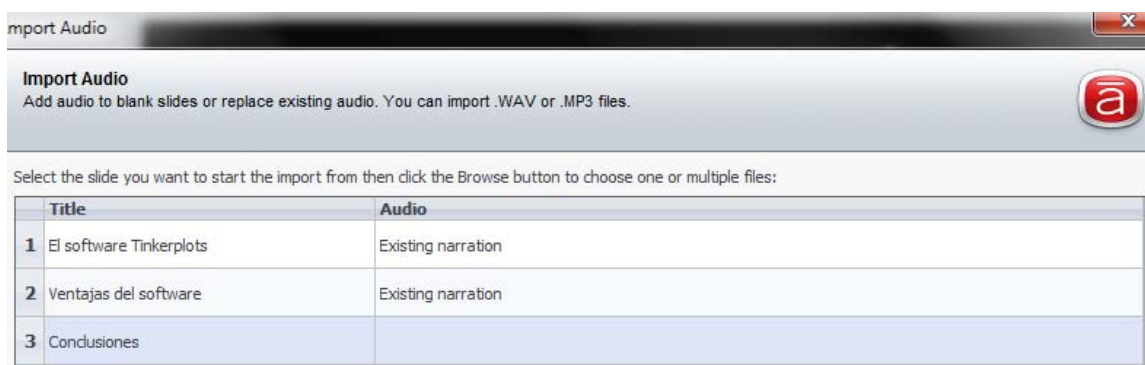 mport Audio
X
Import Audio
Add audio to blank slides or replace existing audio. You can import .WAV or .MP3 files.
ā
Select the slide you want to start the import from then click the Browse button to choose one or multiple files:
Title Audio
1 El software Tinkerplots Existing narration
2 Ventajas del software Existing narration
3 Conclusiones